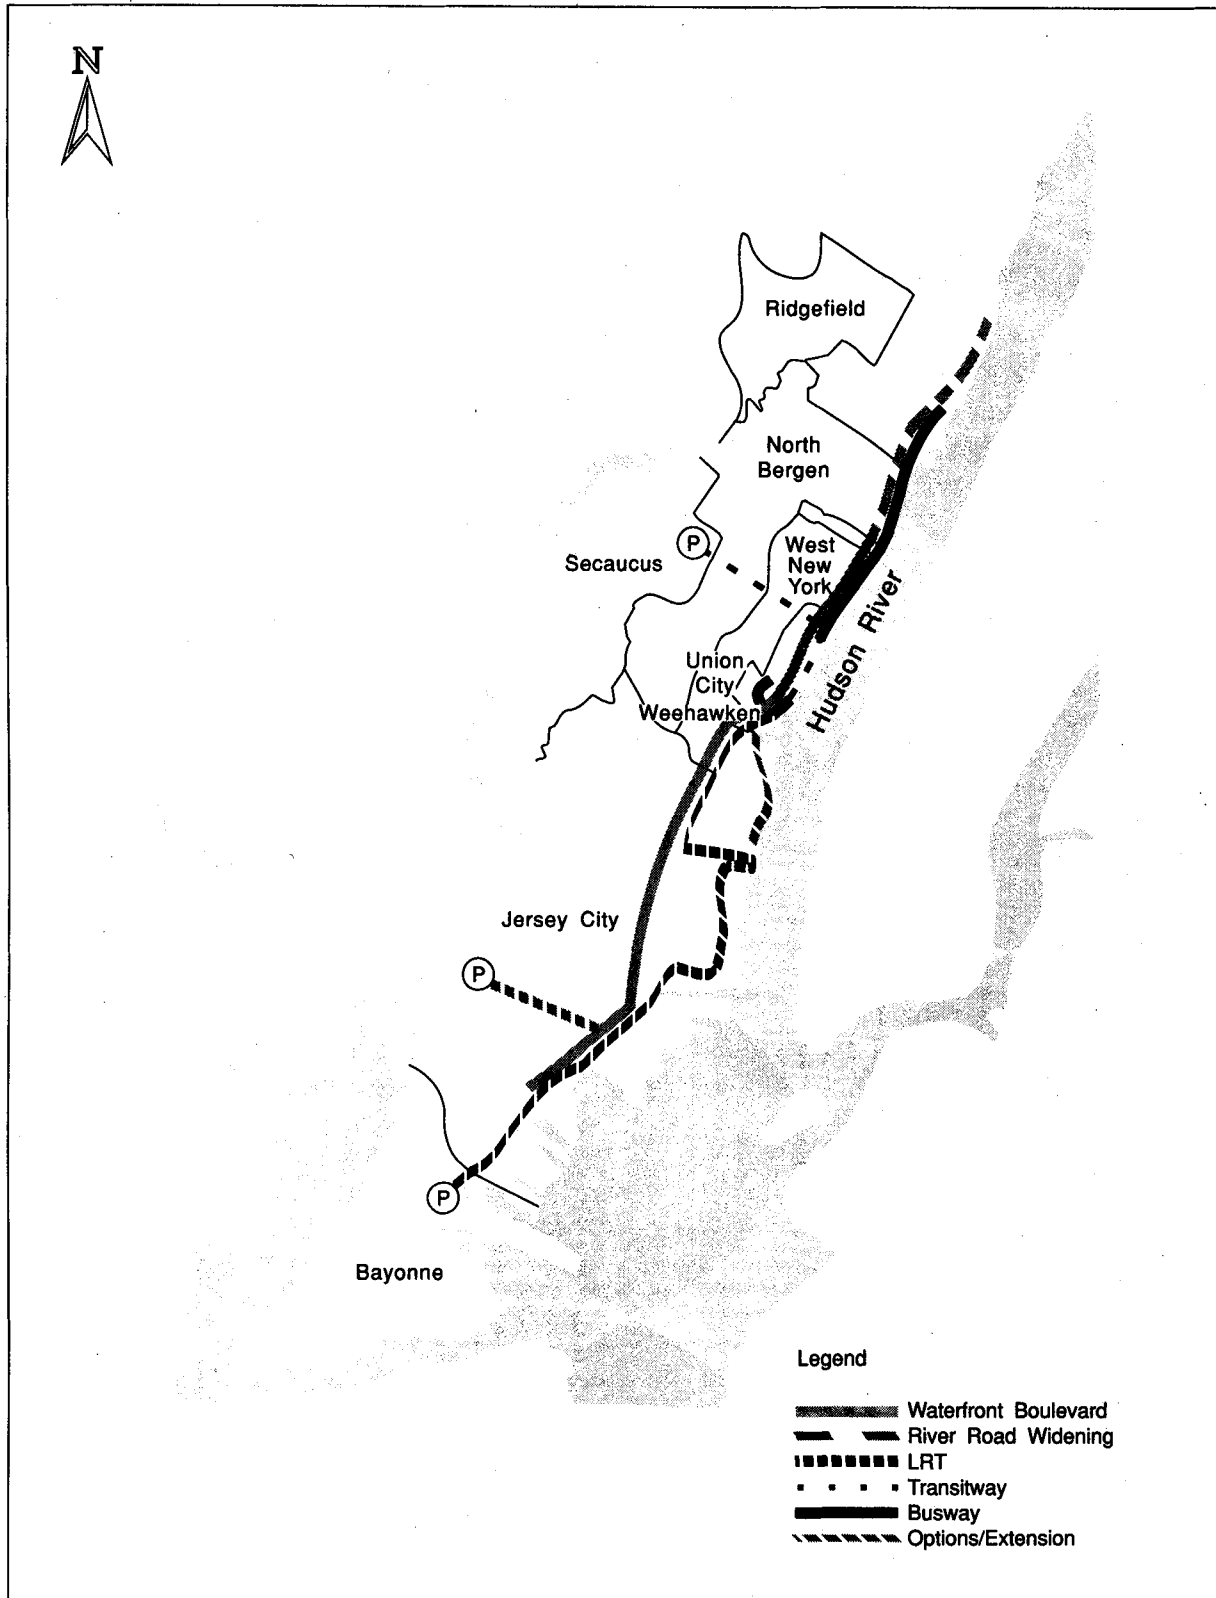 N
Ridgefield
North
Bergen
P
Secaucus
West
New
York
Hudson River
Union
City
Weehawken
Jersey City
P
P
Bayonne
Legend
Waterfront Boulevard
River Road Widening
LRT
Transitway
Busway
Options/Extension